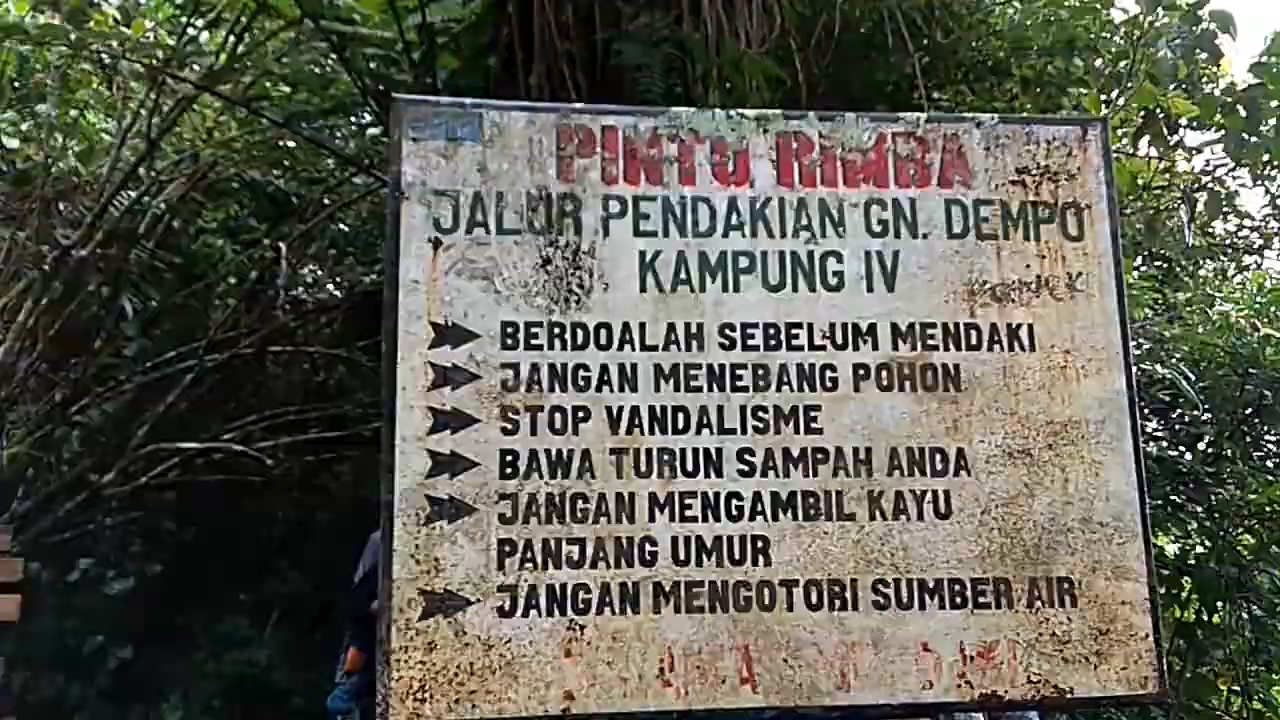 PINTU RIMBA
JALUR PENDAKIAN GN. DEMPO
KAMPUNG IV
BERDOALAH SEBELUM MENDAKI
JANGAN MENEBANG POHON
STOP VANDALISME
BAWA TURUN SAMPAH ANDA
JANGAN MENGAMBIL KAYU
PANJANG UMUR
JANGAN MENGOTORI SUMBER AIR